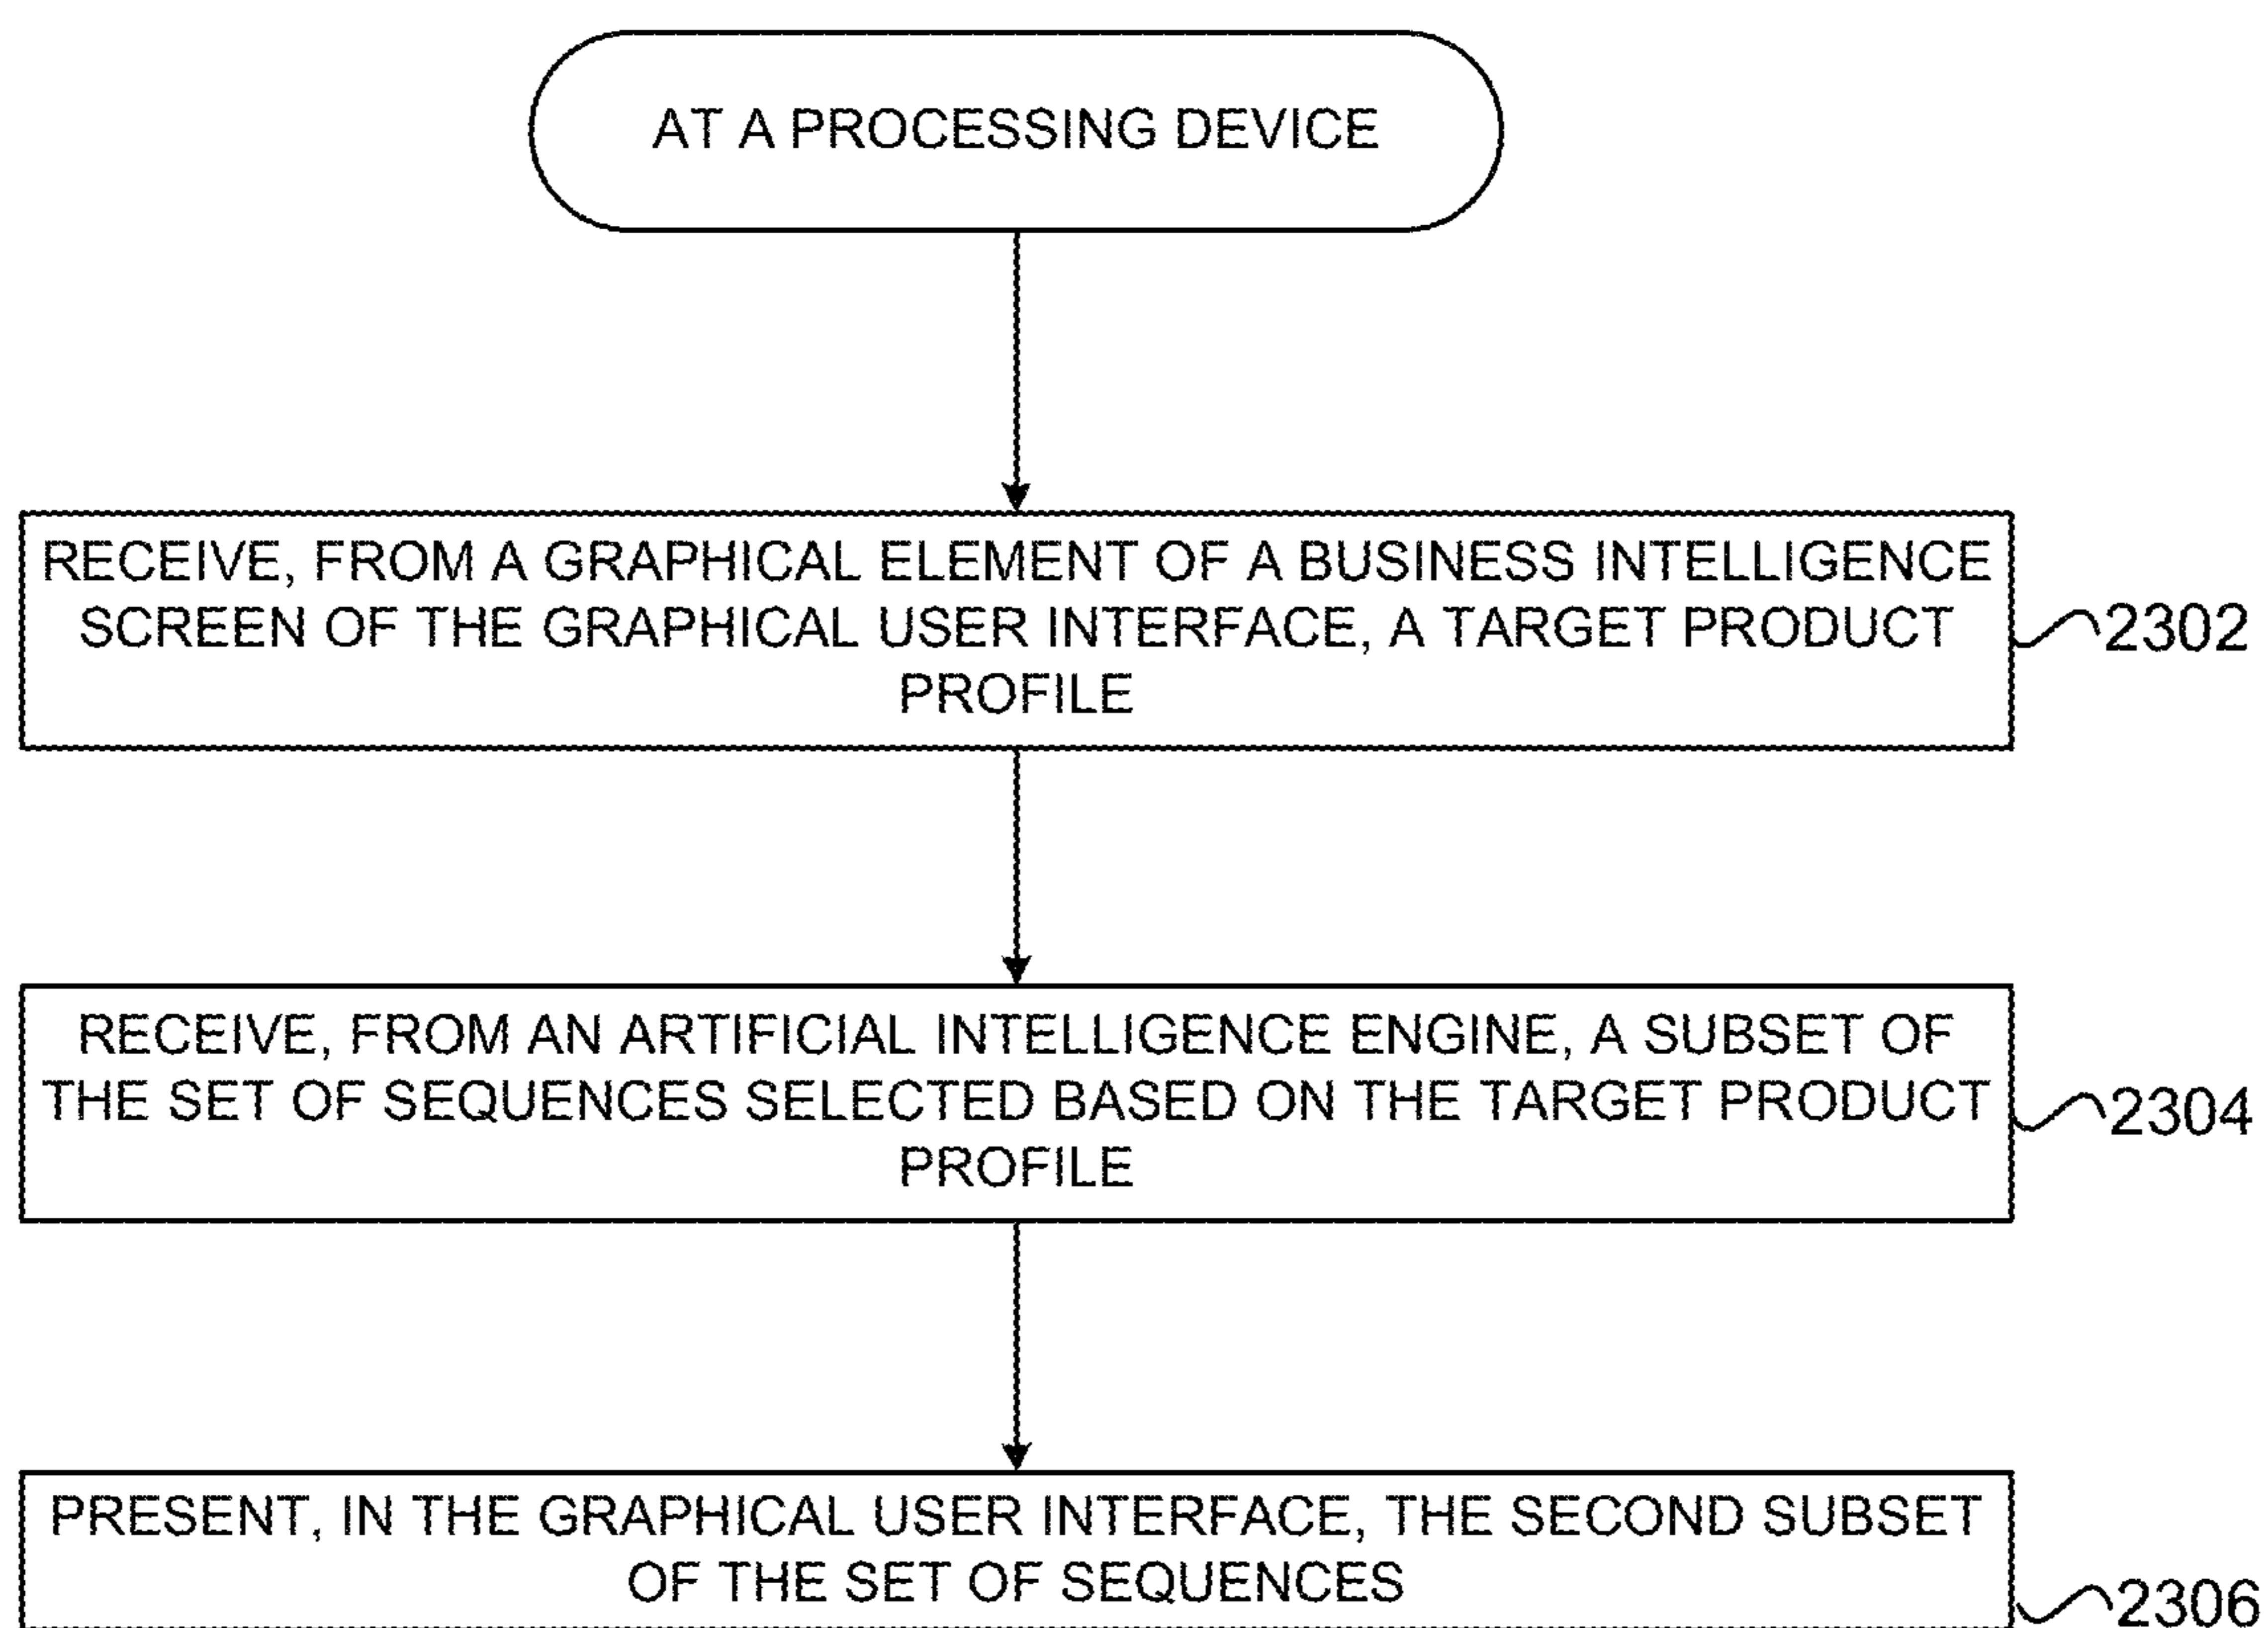 AT A PROCESSING DEVICE
RECEIVE, FROM A GRAPHICAL ELEMENT OF A BUSINESS INTELLIGENCE
SCREEN OF THE GRAPHICAL USER INTERFACE, A TARGET PRODUCT
PROFILE
2302
RECEIVE, FROM AN ARTIFICIAL INTELLIGENCE ENGINE, A SUBSET OF
THE SET OF SEQUENCES SELECTED BASED ON THE TARGET PRODUCT
PROFILE
2304
PRESENT, IN THE GRAPHICAL USER INTERFACE, THE SECOND SUBSET
OF THE SET OF SEQUENCES
2306